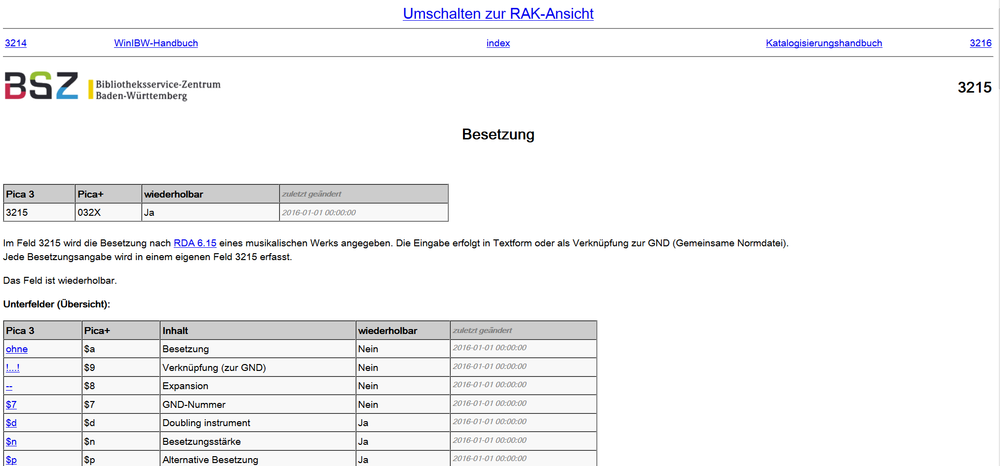 Umschalten zur RAK-Ansicht
3214 WinIBW-Handbuch index Katalogisierungshandbuch 3216
BSZ Bibliotheksservice-Zentrum
Baden-Württemberg
3215
Besetzung
Pica 3 Pica+ wiederholbar zuletzt geändert
3215 032X Ja 2016-01-01 00:00:00
Im Feld 3215 wird die Besetzung nach RDA 6.15 eines musikalischen Werks angegeben. Die Eingabe erfolgt in Textform oder als Verknüpfung zur GND (Gemeinsame Normdatei).
Jede Besetzungsangabe wird in einem eigenen Feld 3215 erfasst.
Das Feld ist wiederholbar.
Unterfelder (Übersicht):
Pica 3 Pica+ Inhalt wiederholbar zuletzt geändert
ohne $a Besetzung Nein 2016-01-01 00:00:00
!...! $9 Verknüpfung (zur GND) Nein 2016-01-01 00:00:00
-- $8 Expansion Nein 2016-01-01 00:00:00
$7 $7 GND-Nummer Nein 2016-01-01 00:00:00
$d $d Doubling instrument Ja 2016-01-01 00:00:00
$n $n Besetzungsstärke Ja 2016-01-01 00:00:00
$p $p Alternative Besetzung Ja 2016-01-01 00:00:00